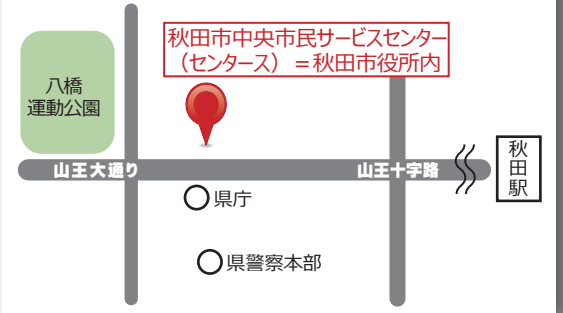 秋田市中央市民サービスセンター
（センタース）＝秋田市役所内
八橋
運動公園
山王大通り
山王十字路
秋田駅
県庁
県警察本部